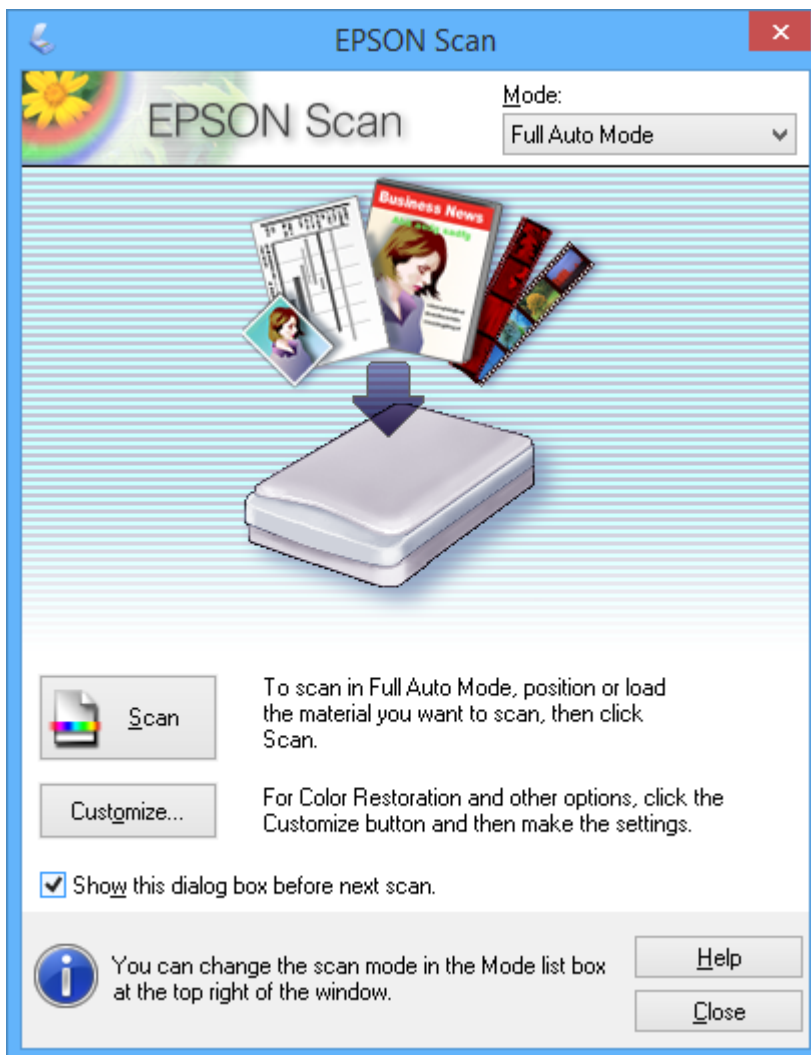 EPSON Scan
EPSON Scan
Mode:
Full Auto Mode
Business News
Scan
To scan in Full Auto Mode, position or load
the material you want to scan, then click
Scan.
Customize...
For Color Restoration and other options, click the
Customize button and then make the settings.
Show this dialog box before next scan.
You can change the scan mode in the Mode list box
at the top right of the window.
Help
Close